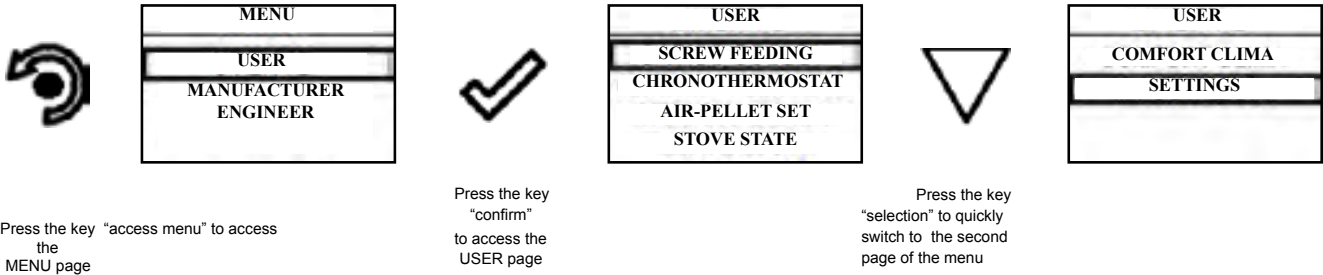 MENU
USER
MANUFACTURER
ENGINEER
USER
SCREW FEEDING
CHRONOTHERMOSTAT
AIR-PELLET SET
STOVE STATE
USER
COMFORT CLIMA
SETTINGS
Press the key “access menu” to access
the
MENU page
Press the key
“confirm”
to access the
USER page
Press the key
“selection” to quickly
switch to the second
page of the menu